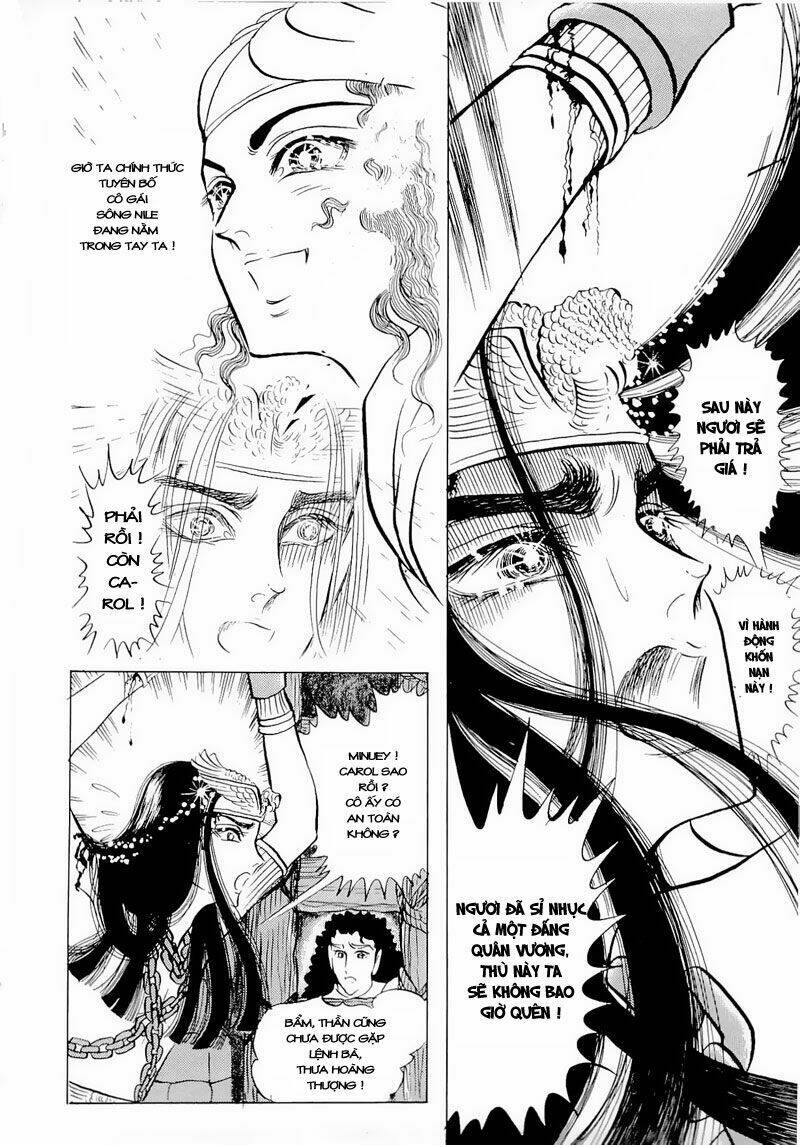 SAU NÀY
NGƯƠI SẼ
PHẢI TRẢ
GIÁ !
VÌ HÀNH
ĐỘNG
KHỐN
NẠN
NÀY !
NGƯƠI ĐÃ SỈ NHỤC
CẢ MỘT ĐẤNG
QUÂN VƯƠNG,
THÙ NÀY TA
SẼ KHÔNG BAO
GIỜ QUÊN !
GIỜ TA CHÍNH THỨC
TUYÊN BỐ
CÔ GÁI
SÔNG NILE
ĐANG NẰM
TRONG TAY TA !
PHẢI
RỒI !
CÒN
CA-
ROL !
MINUEY !
CAROL SAO
RỒI ?
CÔ ẤY CÓ
AN TOÀN
KHÔNG ?
BẨM, THẦN CŨNG
CHƯA ĐƯỢC GẶP
LỆNH BÀ,
THƯA HOÀNG
THƯỢNG !